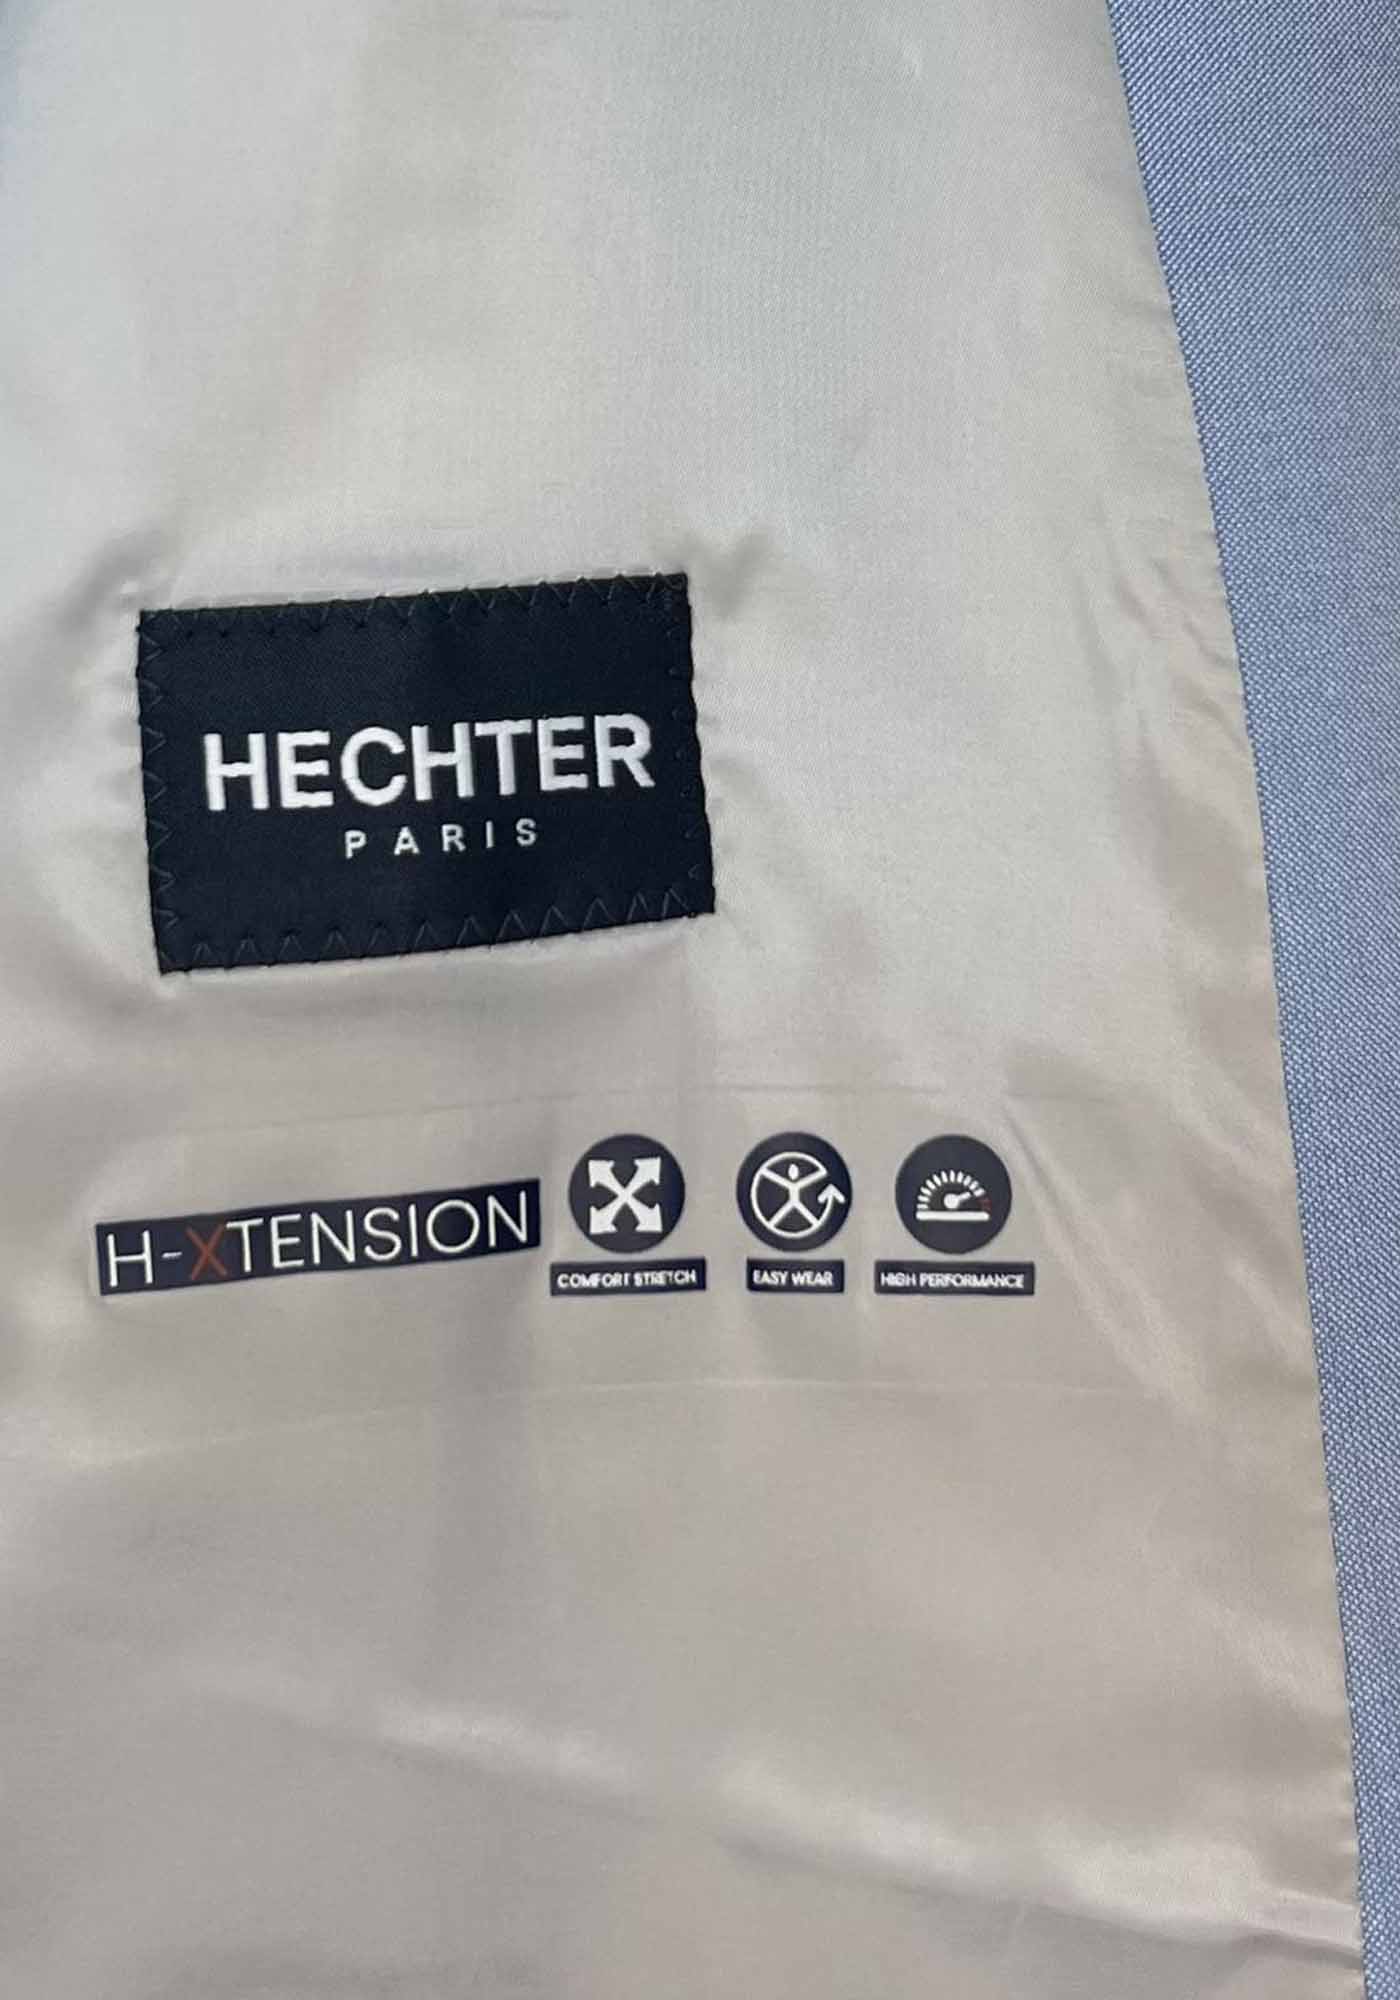 HECHTER
PARIS
H-XTENSION
COMFORT STRETCH
EASY WEAR
HIGH PERFORMANCE